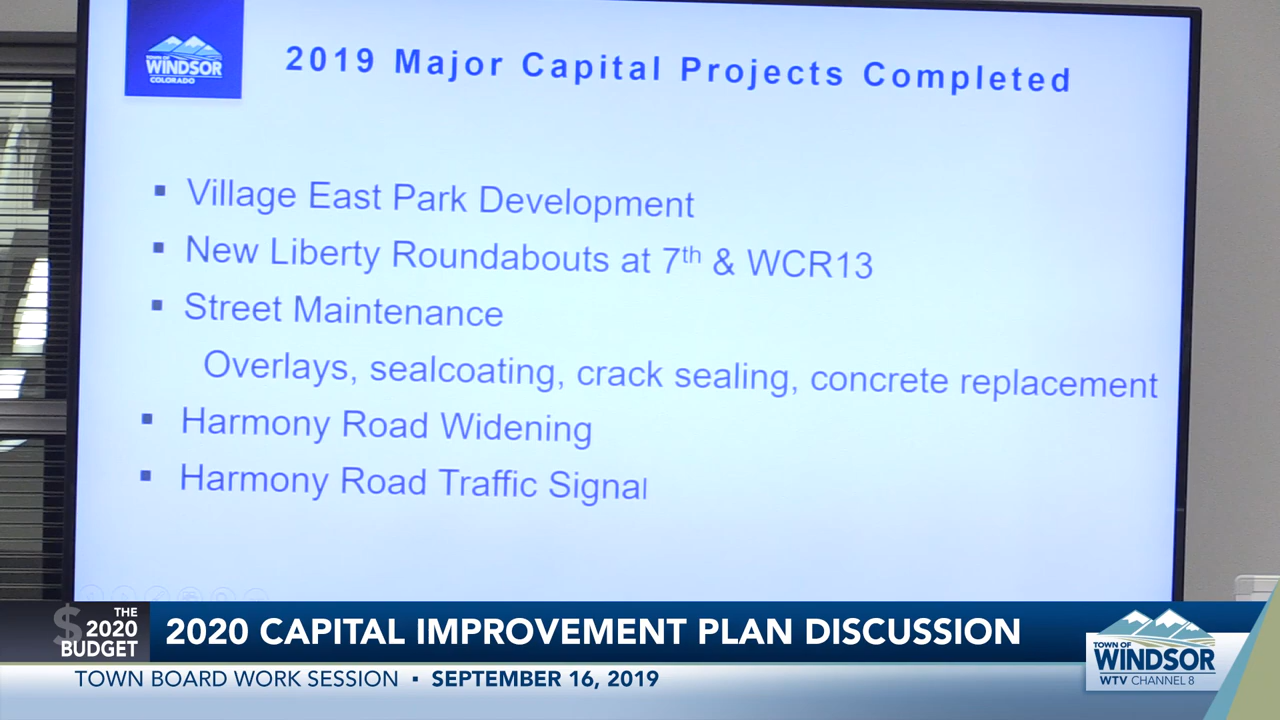 TOWN OF
WINDSOR
COLORADO
2019 Major Capital Projects Completed
▪ Village East Park Development
▪ New Liberty Roundabouts at 7th & WCR13
▪ Street Maintenance
Overlays, sealcoating, crack sealing, concrete replacement
▪ Harmony Road Widening
▪ Harmony Road Traffic Signal
$ THE
2020
BUDGET
2020 CAPITAL IMPROVEMENT PLAN DISCUSSION
TOWN BOARD WORK SESSION ▪ SEPTEMBER 16, 2019
TOWN OF
WINDSOR
WTV CHANNEL 8